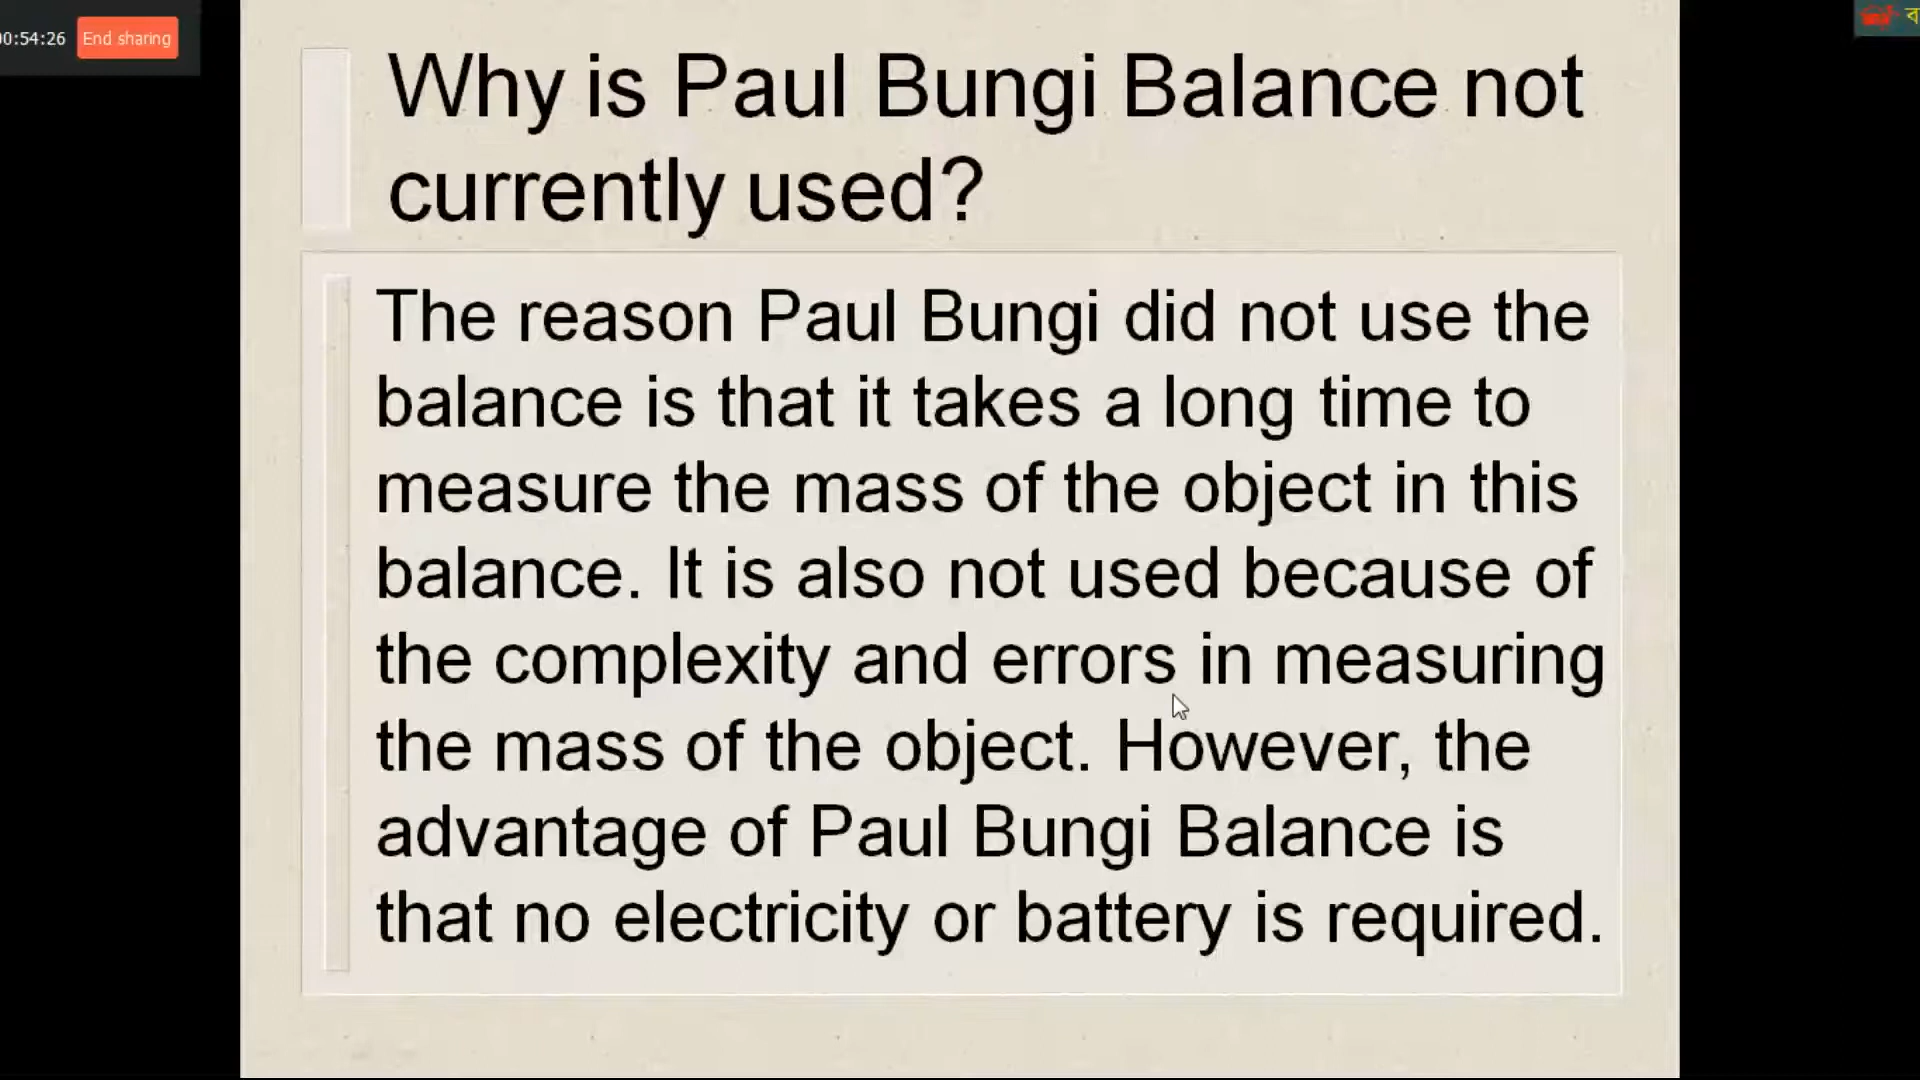 00:54:26 End sharing
ব
Why is Paul Bungi Balance not
currently used?
The reason Paul Bungi did not use the
balance is that it takes a long time to
measure the mass of the object in this
balance. It is also not used because of
the complexity and errors in measuring
the mass of the object. However, the
advantage of Paul Bungi Balance is
that no electricity or battery is required.